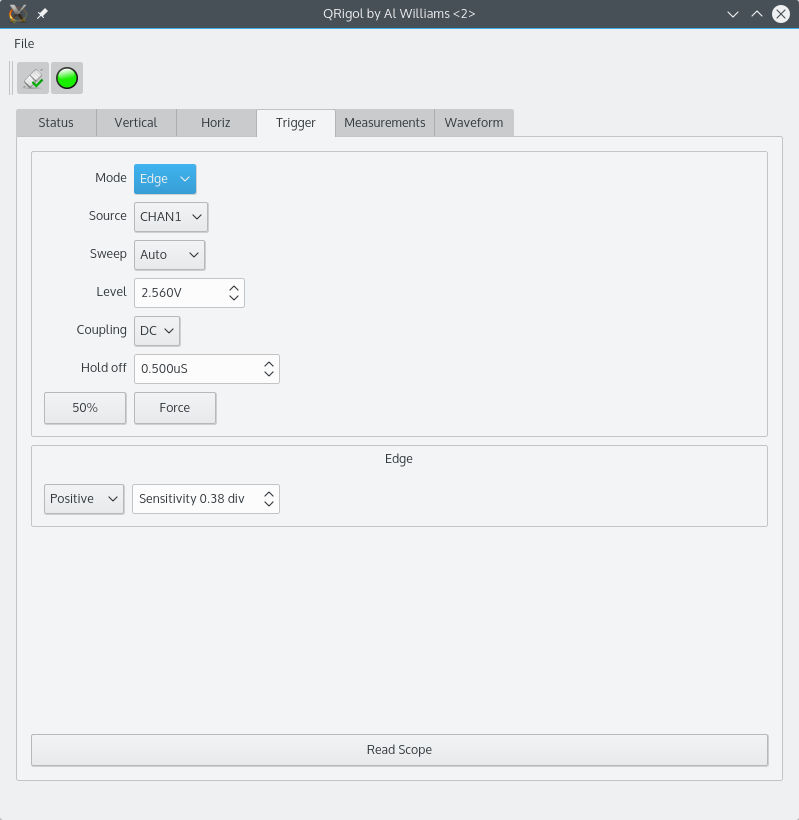 QRigol by Al Williams <2>
File
Status Vertical Horiz Trigger Measurements Waveform
Mode Edge
Source CHAN1
Sweep Auto
Level 2.560V
Coupling DC
Hold off 0.500uS
50% Force
Edge
Positive Sensitivity 0.38 div
Read Scope